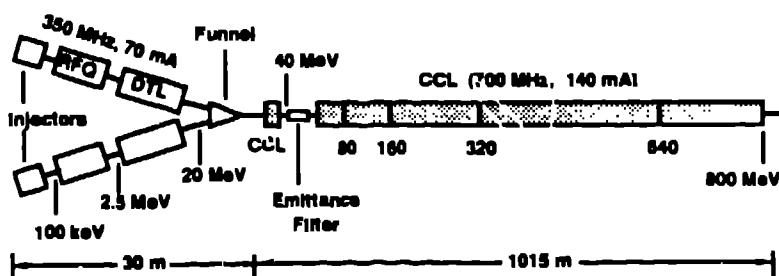 350 MHz, 70 mA
Funnel
RFQ
DTL
40 MeV
CCL (700 MHz, 140 mA)
Injectors
CCL
80
160
320
640
20 MeV
2.5 MeV
100 keV
Emittance
Filter
800 MeV
30 m
1015 m